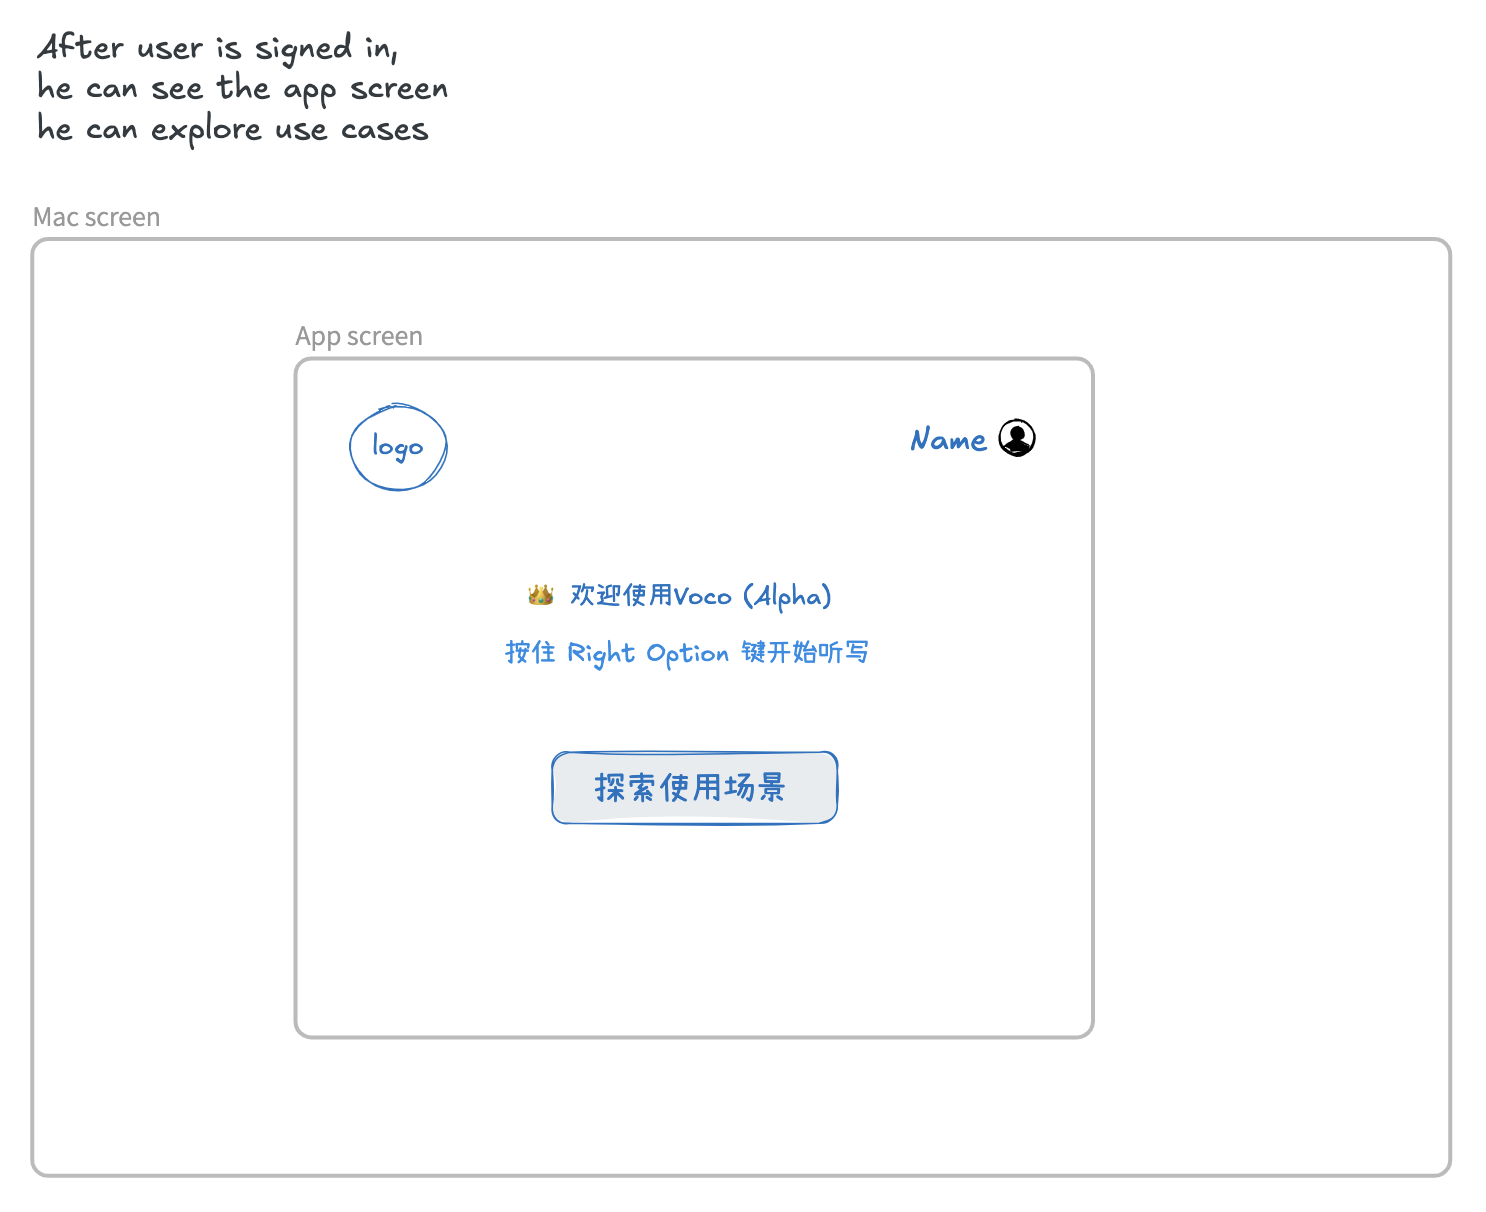 After user is signed in,
he can see the app screen
he can explore use cases
Mac screen
App screen
logo
Name
👑 欢迎使用Voco (Alpha)
按住 Right Option 键开始听写
探索使用场景